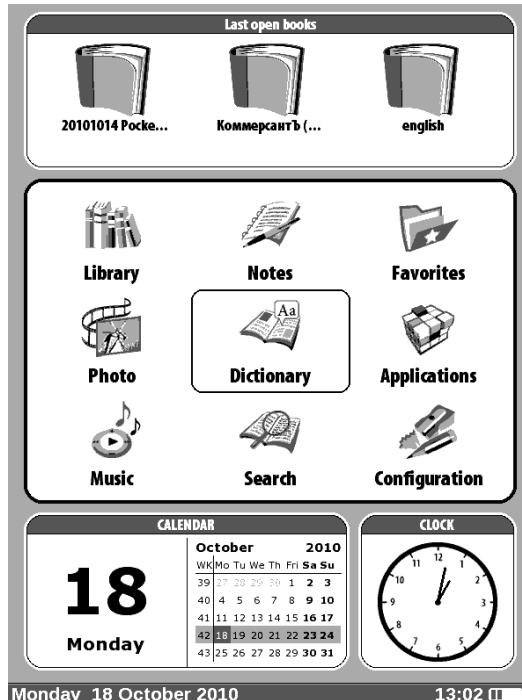 Last open books
20101014 Pocke... КоммерсантЪ (... english
Library Notes Favorites
Aa
Photo Dictionary Applications
Music Search Configuration
CALENDAR
18
Monday
October 2010
WK Mo Tu We Th Fri Sa Su
39 27 28 29 30 1 2 3
40 4 5 6 7 8 9 10
41 11 12 13 14 15 16 17
42 18 19 20 21 22 23 24
43 25 26 27 28 29 30 31
CLOCK
12
11 1
10 2
9 3
8 4
7 5
6
Monday 18 October 2010 13:02